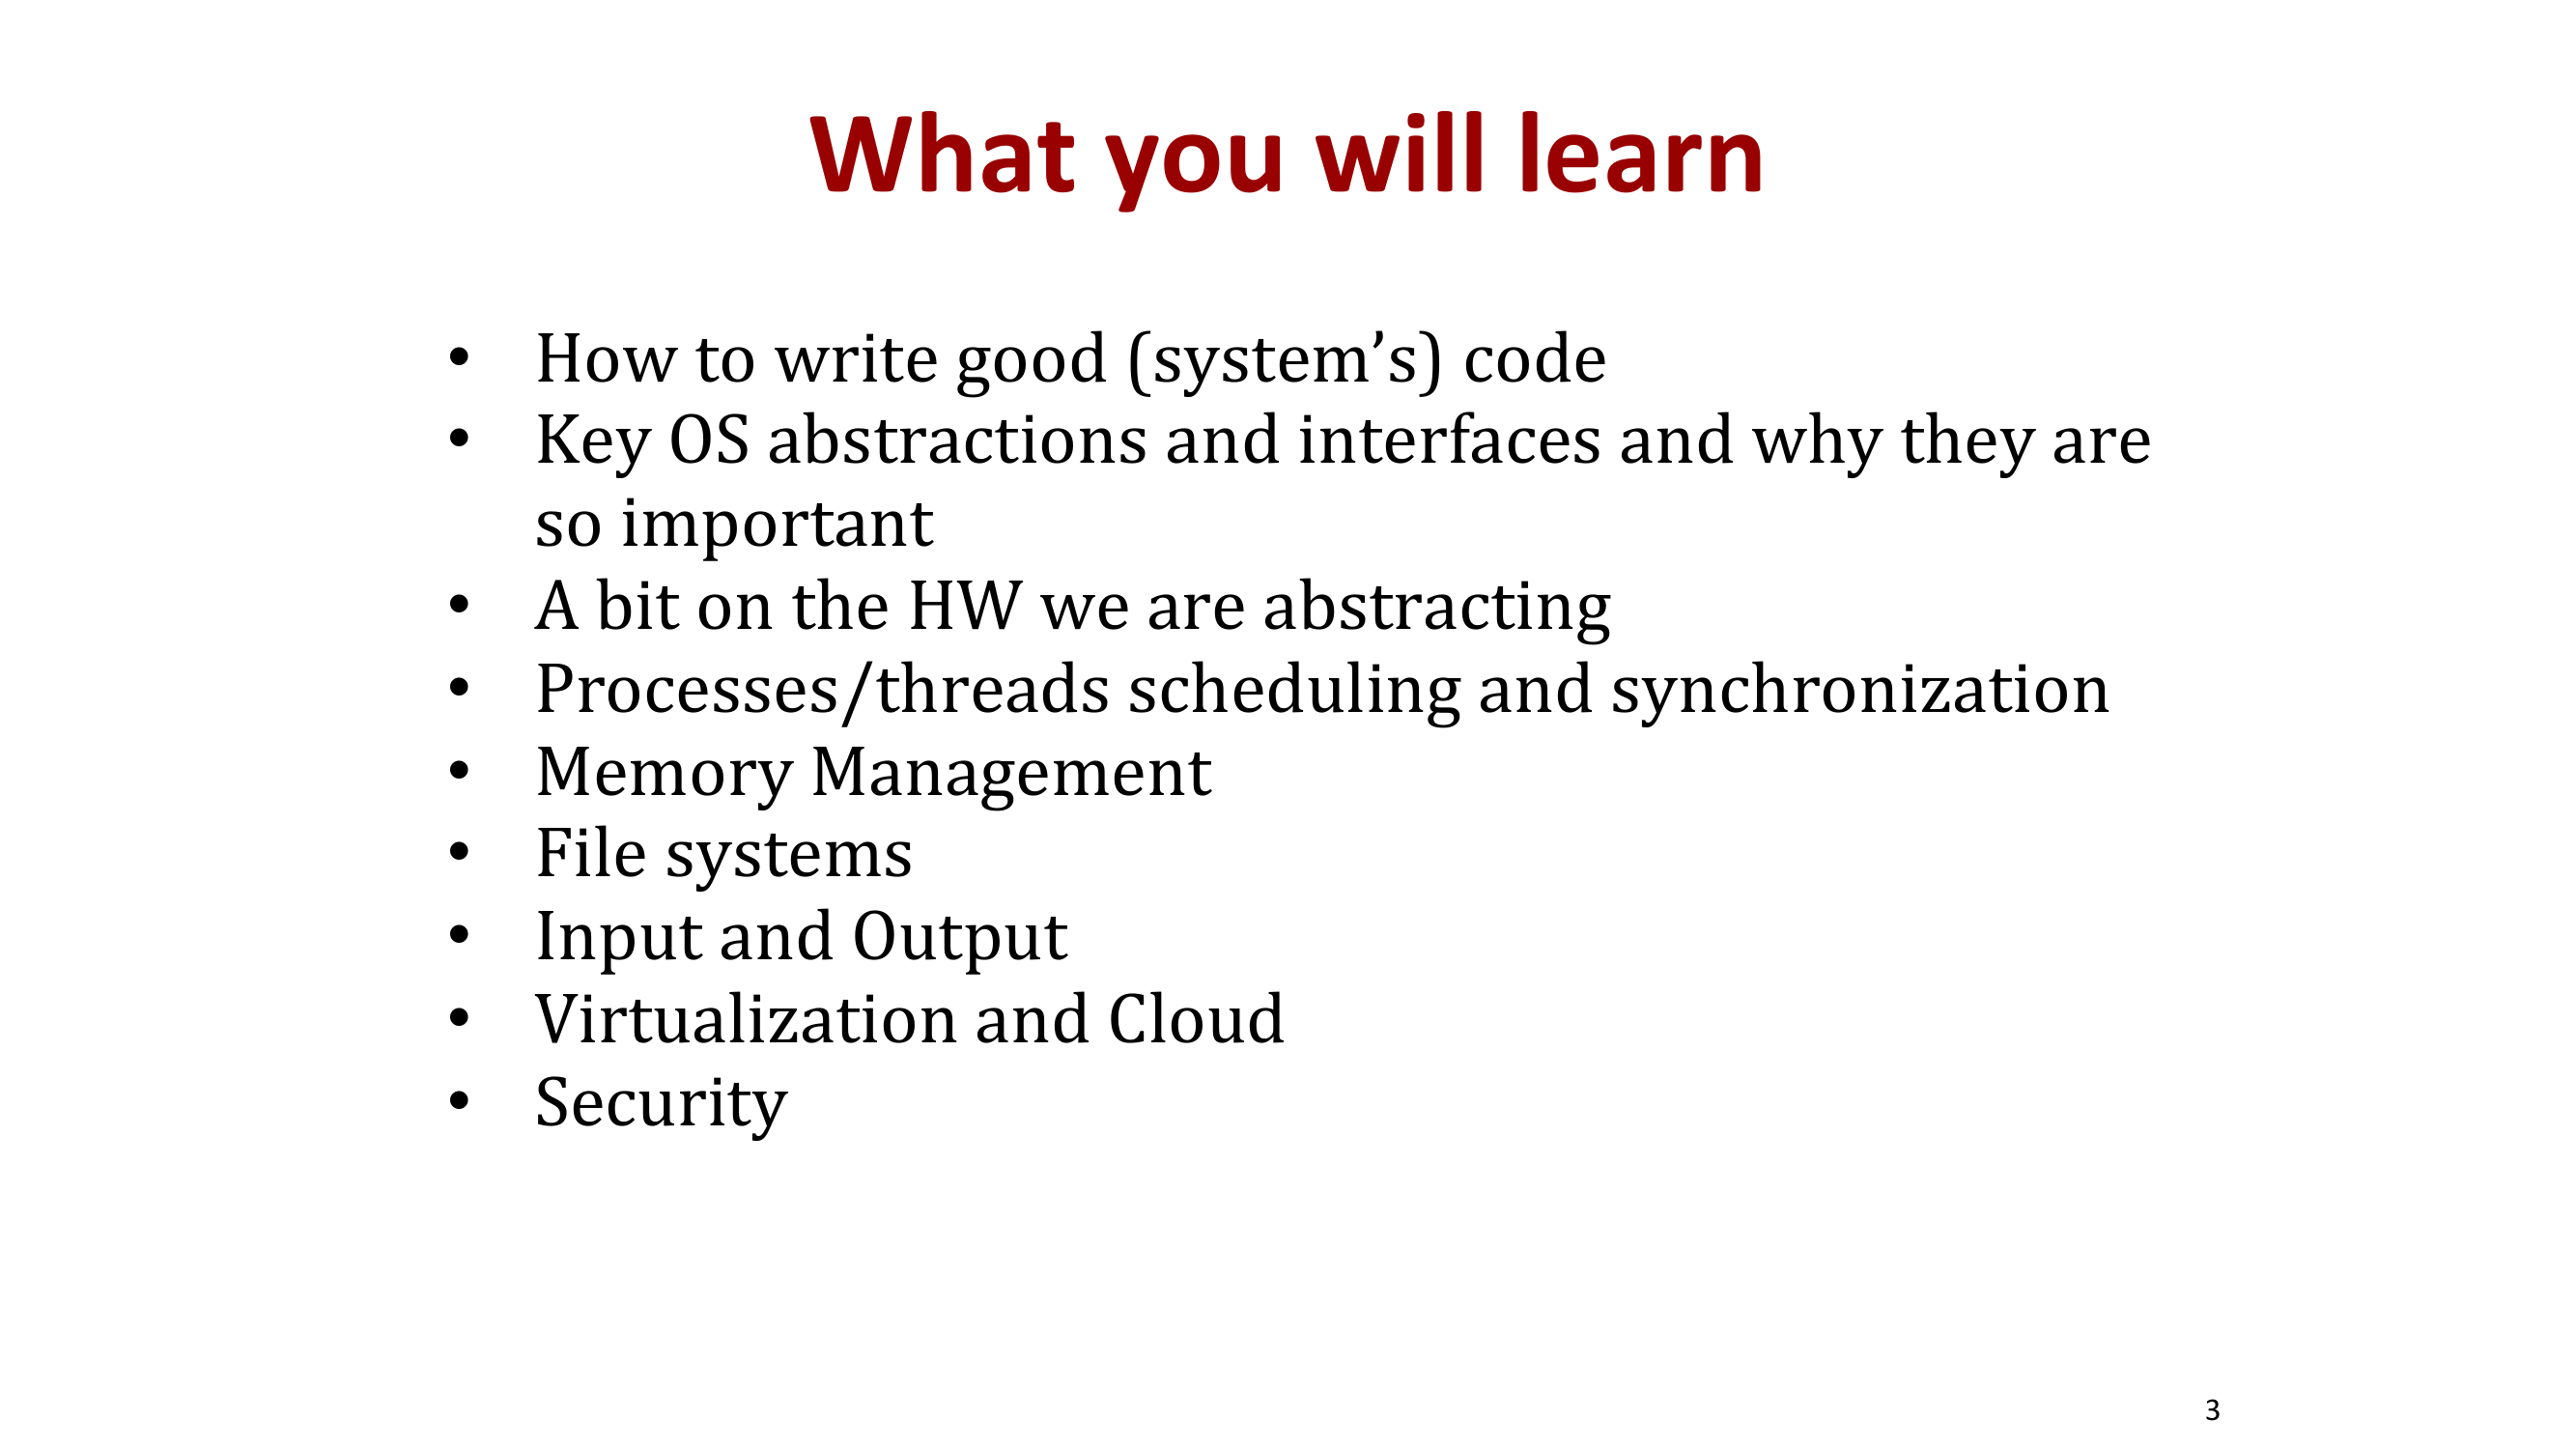 What you will learn
• How to write good (system’s) code
• Key OS abstractions and interfaces and why they are
so important
• A bit on the HW we are abstracting
• Processes/threads scheduling and synchronization
• Memory Management
• File systems
• Input and Output
• Virtualization and Cloud
• Security
3